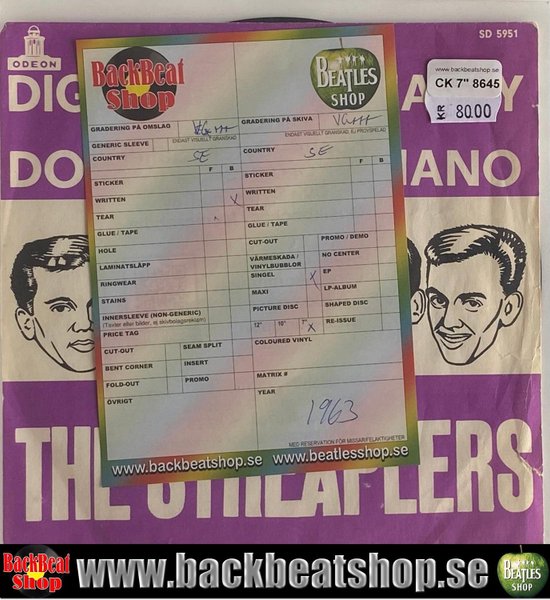 ODEON
SD 5951
www.backbeatshop.se
CK 7" 8645
KR 80.00
BackBeat
Shop
BEATLES
SHOP
GRADERING PÅ OMSLAG VG+++
ENDAST VISUELLT GRANSKAD
GENERIC SLEEVE
COUNTRY SE
F B
STICKER
WRITTEN X
TEAR
GLUE / TAPE
HOLE
LAMINATSLÄPP
RINGWEAR
STAINS
INNERSLEEVE (NON-GENERIC)
(Texter eller bilder, ej skivbolagsreklam)
PRICE TAG
CUT-OUT
SEAM SPLIT
BENT CORNER
INSERT
FOLD-OUT
PROMO
ÖVRIGT
GRADERING PÅ SKIVA VG+++
ENDAST VISUELLT GRANSKAD, EJ PROVSPELAD
COUNTRY SE
F B
STICKER
WRITTEN
TEAR
GLUE / TAPE
CUT-OUT
PROMO / DEMO
VÄRMESKADA /
VINYLBUBBLOR
NO CENTER
SINGEL X
EP
MAXI
LP-ALBUM
PICTURE DISC
SHAPED DISC
12" 10" 7" X
RE-ISSUE
COLOURED VINYL
MATRIX #
YEAR
1963
MED RESERVATION FÖR MISSAR/FELAKTIGHETER
www.backbeatshop.se www.beatlesshop.se
DIG
Y
DO
IANO
THE STREAPLERS
BackBeat
Shop
www.backbeatshop.se
BEATLES
SHOP